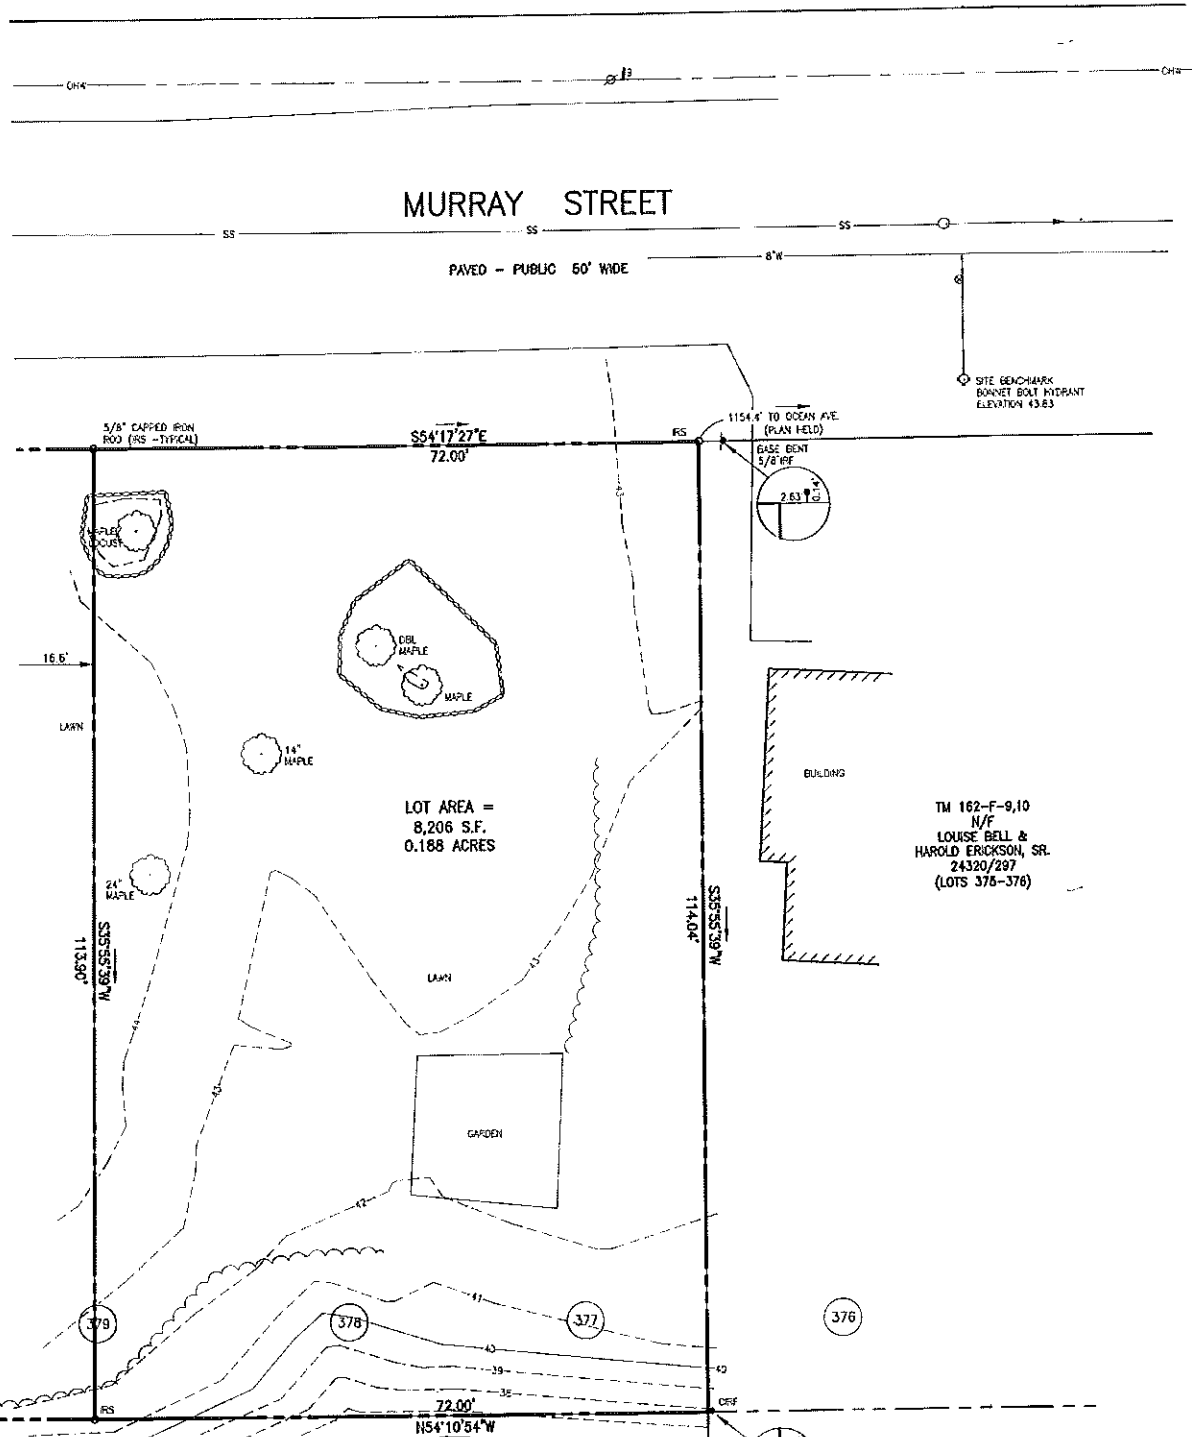 OHW
OHW
MURRAY STREET
SS
SS
SS
8"W
PAVED - PUBLIC 50' WIDE
SITE BENCHMARK
BONNET BOLT HYDRANT
ELEVATION 43.83
5/8" CAPPED IRON
ROD (IRS -TYPICAL)
S54°17'27"E
72.00'
IRS
1154.4' TO OCEAN AVE.
(PLAN HELD)
BASE BENT
5/8"IRF
2.63
0.14'
43
MAPLE
LOCUST
DBL
MAPLE
MAPLE
16.6'
LAWN
14"
MAPLE
BUILDING
LOT AREA =
8,206 S.F.
0.188 ACRES
TM 162-F-9,10
N/F
LOUISE BELL &
HAROLD ERICKSON, SR.
24320/297
(LOTS 375-376)
24"
MAPLE
S35°55'39"W
113.90'
S35°55'39"W
114.04'
LAWN
43
44
43
GARDEN
42
41
379
378
377
376
40
40
39
38
IRS
72.00'
N54°10'54"W